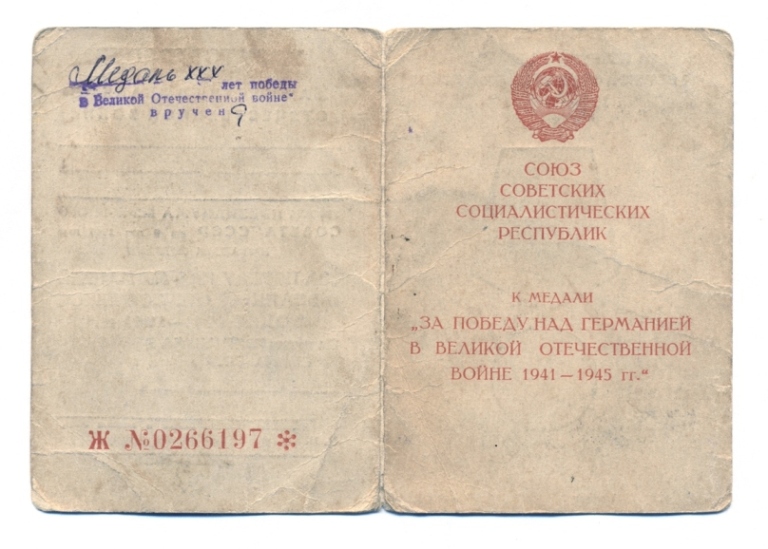 Медаль ХХХ лет победы
в Великой Отечественной войне"
вручена
Ж №0266197 *
СОЮЗ
СОВЕТСКИХ
СОЦИАЛИСТИЧЕСКИХ
РЕСПУБЛИК
К МЕДАЛИ
„ЗА ПОБЕДУ НАД ГЕРМАНИЕЙ
В ВЕЛИКОЙ ОТЕЧЕСТВЕННОЙ
ВОЙНЕ 1941—1945 гг.“